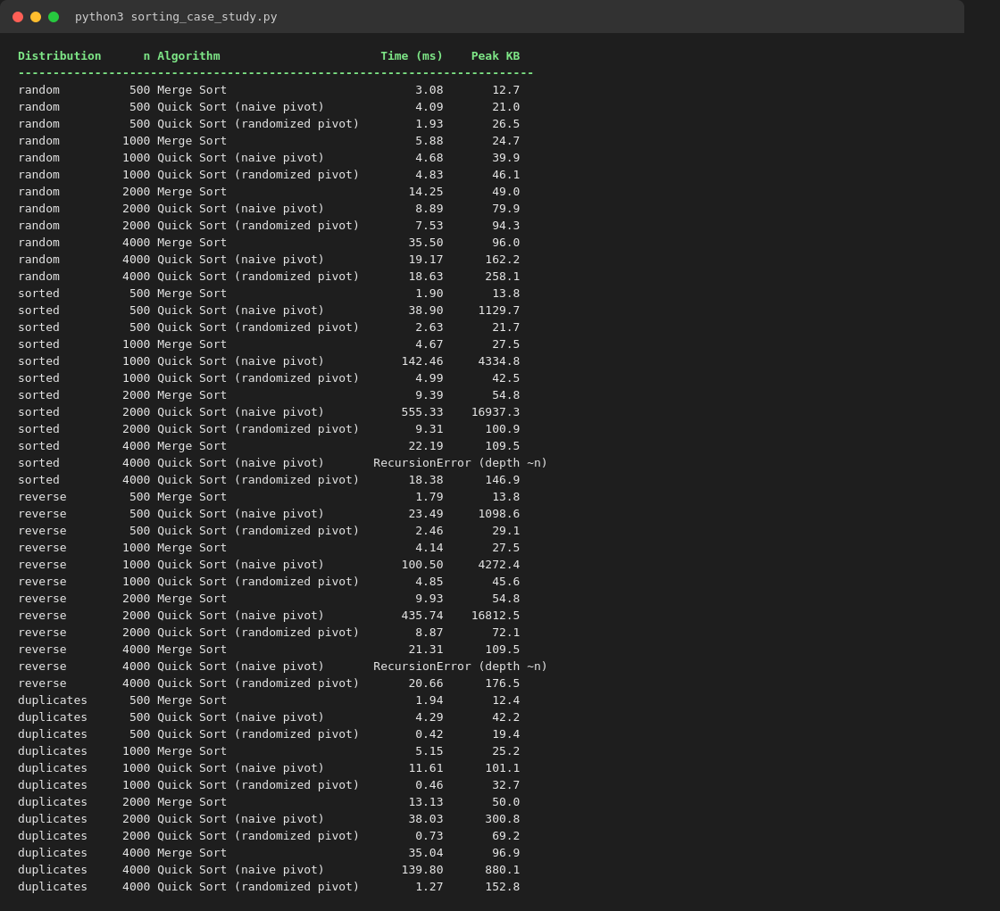 python3 sorting_case_study.py
Distribution      n Algorithm                       Time (ms)    Peak KB
--------------------------------------------------------------------------
random          500 Merge Sort                           3.08       12.7
random          500 Quick Sort (naive pivot)             4.09       21.0
random          500 Quick Sort (randomized pivot)        1.93       26.5
random         1000 Merge Sort                           5.88       24.7
random         1000 Quick Sort (naive pivot)             4.68       39.9
random         1000 Quick Sort (randomized pivot)        4.83       46.1
random         2000 Merge Sort                          14.25       49.0
random         2000 Quick Sort (naive pivot)             8.89       79.9
random         2000 Quick Sort (randomized pivot)        7.53       94.3
random         4000 Merge Sort                          35.50       96.0
random         4000 Quick Sort (naive pivot)            19.17      162.2
random         4000 Quick Sort (randomized pivot)       18.63      258.1
sorted          500 Merge Sort                           1.90       13.8
sorted          500 Quick Sort (naive pivot)            38.90     1129.7
sorted          500 Quick Sort (randomized pivot)        2.63       21.7
sorted         1000 Merge Sort                           4.67       27.5
sorted         1000 Quick Sort (naive pivot)           142.46     4334.8
sorted         1000 Quick Sort (randomized pivot)        4.99       42.5
sorted         2000 Merge Sort                           9.39       54.8
sorted         2000 Quick Sort (naive pivot)           555.33    16937.3
sorted         2000 Quick Sort (randomized pivot)        9.31      100.9
sorted         4000 Merge Sort                          22.19      109.5
sorted         4000 Quick Sort (naive pivot)       RecursionError (depth ~n)
sorted         4000 Quick Sort (randomized pivot)       18.38      146.9
reverse         500 Merge Sort                           1.79       13.8
reverse         500 Quick Sort (naive pivot)            23.49     1098.6
reverse         500 Quick Sort (randomized pivot)        2.46       29.1
reverse        1000 Merge Sort                           4.14       27.5
reverse        1000 Quick Sort (naive pivot)           100.50     4272.4
reverse        1000 Quick Sort (randomized pivot)        4.85       45.6
reverse        2000 Merge Sort                           9.93       54.8
reverse        2000 Quick Sort (naive pivot)           435.74    16812.5
reverse        2000 Quick Sort (randomized pivot)        8.87       72.1
reverse        4000 Merge Sort                          21.31      109.5
reverse        4000 Quick Sort (naive pivot)       RecursionError (depth ~n)
reverse        4000 Quick Sort (randomized pivot)       20.66      176.5
duplicates      500 Merge Sort                           1.94       12.4
duplicates      500 Quick Sort (naive pivot)             4.29       42.2
duplicates      500 Quick Sort (randomized pivot)        0.42       19.4
duplicates     1000 Merge Sort                           5.15       25.2
duplicates     1000 Quick Sort (naive pivot)            11.61      101.1
duplicates     1000 Quick Sort (randomized pivot)        0.46       32.7
duplicates     2000 Merge Sort                          13.13       50.0
duplicates     2000 Quick Sort (naive pivot)            38.03      300.8
duplicates     2000 Quick Sort (randomized pivot)        0.73       69.2
duplicates     4000 Merge Sort                          35.04       96.9
duplicates     4000 Quick Sort (naive pivot)           139.80      880.1
duplicates     4000 Quick Sort (randomized pivot)        1.27      152.8